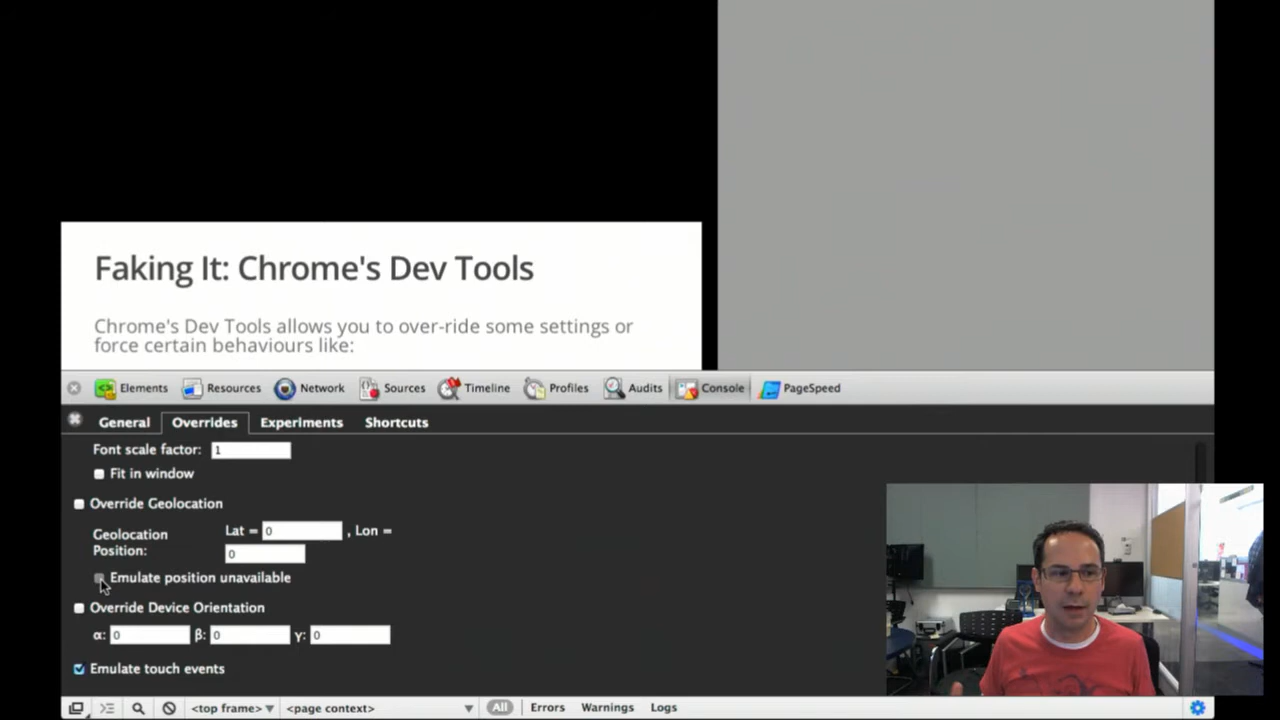 Faking It: Chrome's Dev Tools
Chrome's Dev Tools allows you to over-ride some settings or
force certain behaviours like:
Elements Resources Network Sources Timeline Profiles Audits Console PageSpeed
General Overrides Experiments Shortcuts
Font scale factor: 1
Fit in window
Override Geolocation
Geolocation Position: Lat = 0 , Lon =
0
Emulate position unavailable
Override Device Orientation
α: 0 β: 0 γ: 0
Emulate touch events
<top frame> ▼ <page context> ▼ All Errors Warnings Logs